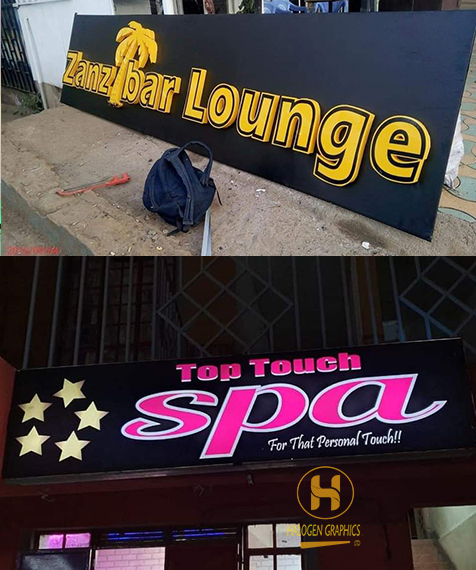 Zanzibar Lounge
Top Touch
spa
For That Personal Touch!!
H
HALOGEN GRAPHICS
LTD